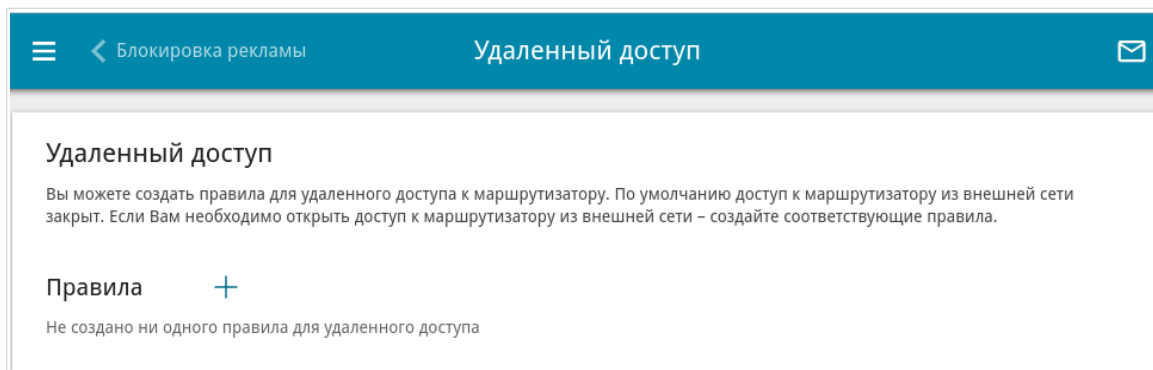 Блокировка рекламы
Удаленный доступ
Удаленный доступ
Вы можете создать правила для удаленного доступа к маршрутизатору. По умолчанию доступ к маршрутизатору из внешней сети
закрыт. Если Вам необходимо открыть доступ к маршрутизатору из внешней сети – создайте соответствующие правила.
Правила
Не создано ни одного правила для удаленного доступа